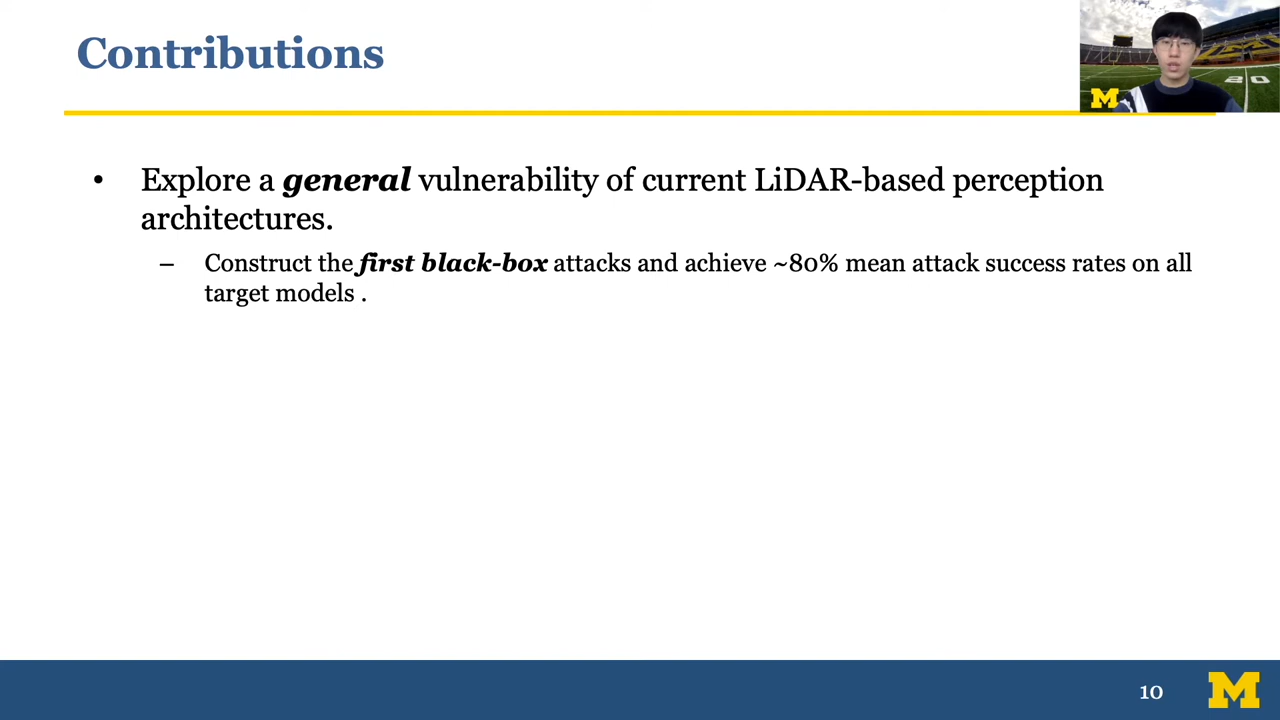 Contributions
• Explore a general vulnerability of current LiDAR-based perception
architectures.
– Construct the first black-box attacks and achieve ~80% mean attack success rates on all
target models .
M
20
10
M